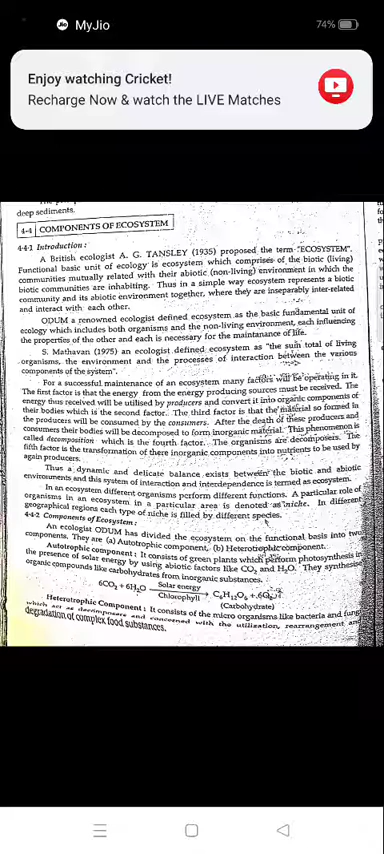 MyJio
74%
Enjoy watching Cricket!
Recharge Now & watch the LIVE Matches
deep sediments.
4·4 COMPONENTS OF ECOSYSTEM
4·4·1 Introduction :
A British ecologist A. G. TANSLEY (1935) proposed the term "ECOSYSTEM".
Functional basic unit of ecology is ecosystem which comprises of the biotic (living)
communities mutually related with their abiotic (non-living) environment in which the
biotic communities are inhabiting. Thus in a simple way ecosystem represents a biotic
community and its abiotic environment together, where they are inseparably inter-related
and interact with each other.
ODUM a renowned ecologist defined ecosystem as the basic fundamental unit of
ecology which includes both organisms and the non-living environment, each influencing
the properties of the other and each is necessary for the maintanance of life.
S. Mathavan (1975) an ecologist defined ecosystem as "the sum total of living
organisms, the environment and the processes of interaction between the various
components of the system".
For a successful maintenance of an ecosystem many factors will be operating in it.
The first factor is that the energy from the energy producing sources must be received. The
energy thus received will be utilised by producers and convert it into organic components of
their bodies which is the second factor. The third factor is that the material so formed in
the producers will be consumed by the consumers. After the death of these producers and
consumers their bodies will be decomposed to form inorganic material. This phenomenon is
called decomposition which is the fourth factor. The organisms are decomposers. The
fifth factor is the transformation of there inorganic components into nutrients to be used by
again producers.
Thus a dynamic and delicate balance exists between the biotic and abiotic
environments and this system of interaction and interdependence is termed as ecosystem.
In an ecosystem different organisms perform different functions. A particular role of
organisms in an ecosystem in a particular area is denoted as niche. In different
geographical regions each type of niche is filled by different species.
4·4·2 Components of Ecosystem :
An ecologist ODUM has divided the ecosystem on the functional basis into two
components. They are (a) Autotrophic component, (b) Heterotrophic component.
Autotrophic component : It consists of green plants which perform photosynthesis in
the presence of solar energy by using abiotic factors like CO₂ and H₂O. They synthesise
organic compounds like carbohydrates from inorganic substances.
6CO₂ + 6H₂O Solar energy Chlorophyll → C₆H₁₂O₆ + 6O₂
(Carbohydrate)
Heterotrophic Component : It consists of the micro organisms like bacteria and fungi
which act as decomposers and concerned with the utilization, rearrangement and
degradation of complex food substances.